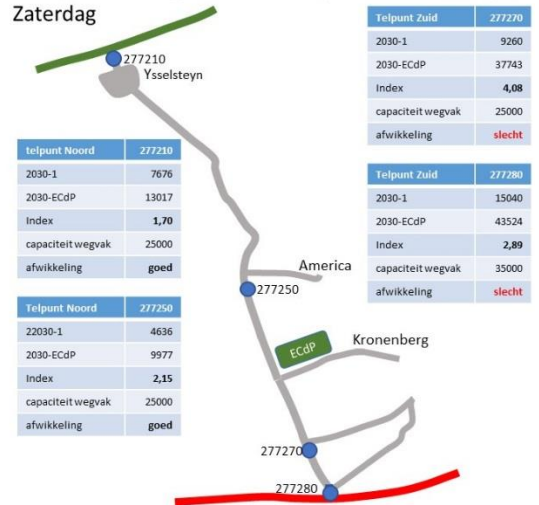 Zaterdag
277210
Ysselsteyn
telpunt Noord 277210
2030-1 7676
2030-ECdP 13017
Index 1,70
capaciteit wegvak 25000
afwikkeling goed
Telpunt Noord 277250
22030-1 4636
2030-ECdP 9977
Index 2,15
capaciteit wegvak 25000
afwikkeling goed
Telpunt Zuid 277270
2030-1 9260
2030-ECdP 37743
Index 4,08
capaciteit wegvak 25000
afwikkeling slecht
Telpunt Zuid 277280
2030-1 15040
2030-ECdP 43524
Index 2,89
capaciteit wegvak 35000
afwikkeling slecht
America
277250
ECdP
Kronenberg
277270
277280